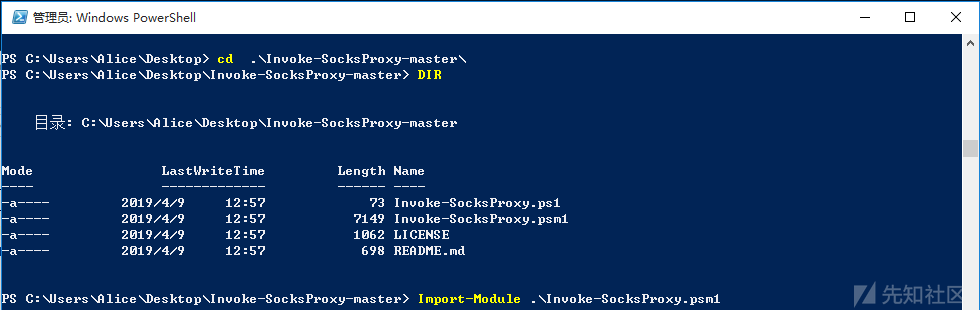 管理员: Windows PowerShell
PS C:\Users\Alice\Desktop> cd  .\Invoke-SocksProxy-master\
PS C:\Users\Alice\Desktop\Invoke-SocksProxy-master> DIR
目录: C:\Users\Alice\Desktop\Invoke-SocksProxy-master
Mode                LastWriteTime         Length Name
----                -------------         ------ ----
-a----         2019/4/9     12:57             73 Invoke-SocksProxy.ps1
-a----         2019/4/9     12:57           7149 Invoke-SocksProxy.psm1
-a----         2019/4/9     12:57           1062 LICENSE
-a----         2019/4/9     12:57            698 README.md
PS C:\Users\Alice\Desktop\Invoke-SocksProxy-master> Import-Module .\Invoke-SocksProxy.psm1
先知社区